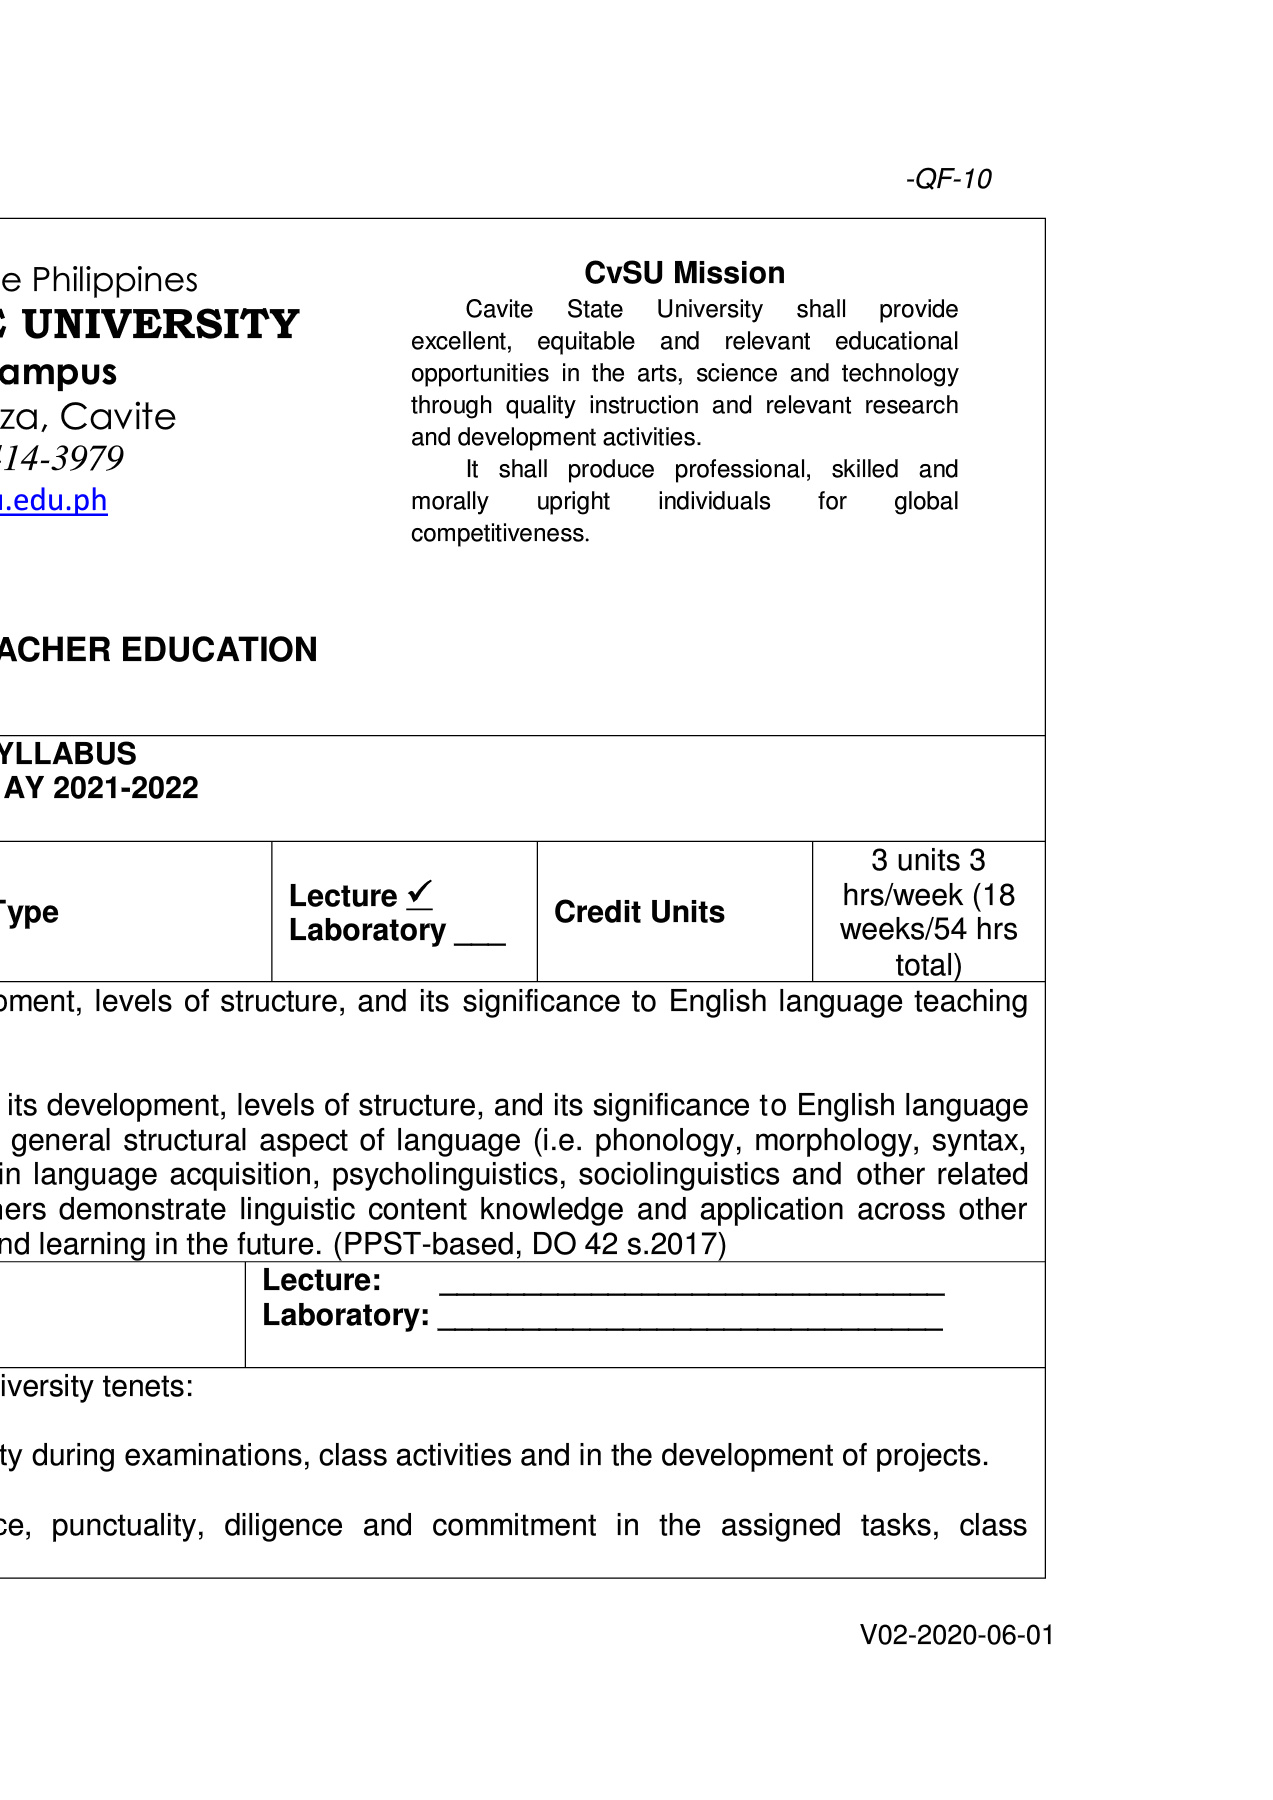 -QF-10
e Philippines
UNIVERSITY
ampus
za, Cavite
414-3979
u.edu.ph
CvSU Mission
Cavite State University shall provide
excellent, equitable and relevant educational
opportunities in the arts, science and technology
through quality instruction and relevant research
and development activities.
It shall produce professional, skilled and
morally upright individuals for global
competitiveness.
ACHER EDUCATION
YLLABUS
AY 2021-2022
Type
Lecture ✓
Laboratory ___
Credit Units
3 units 3
hrs/week (18
weeks/54 hrs
total)
oment, levels of structure, and its significance to English language teaching
its development, levels of structure, and its significance to English language
general structural aspect of language (i.e. phonology, morphology, syntax,
in language acquisition, psycholinguistics, sociolinguistics and other related
ners demonstrate linguistic content knowledge and application across other
nd learning in the future. (PPST-based, DO 42 s.2017)
Lecture: ______________________________
Laboratory: ______________________________
iversity tenets:
ty during examinations, class activities and in the development of projects.
ce, punctuality, diligence and commitment in the assigned tasks, class
V02-2020-06-01